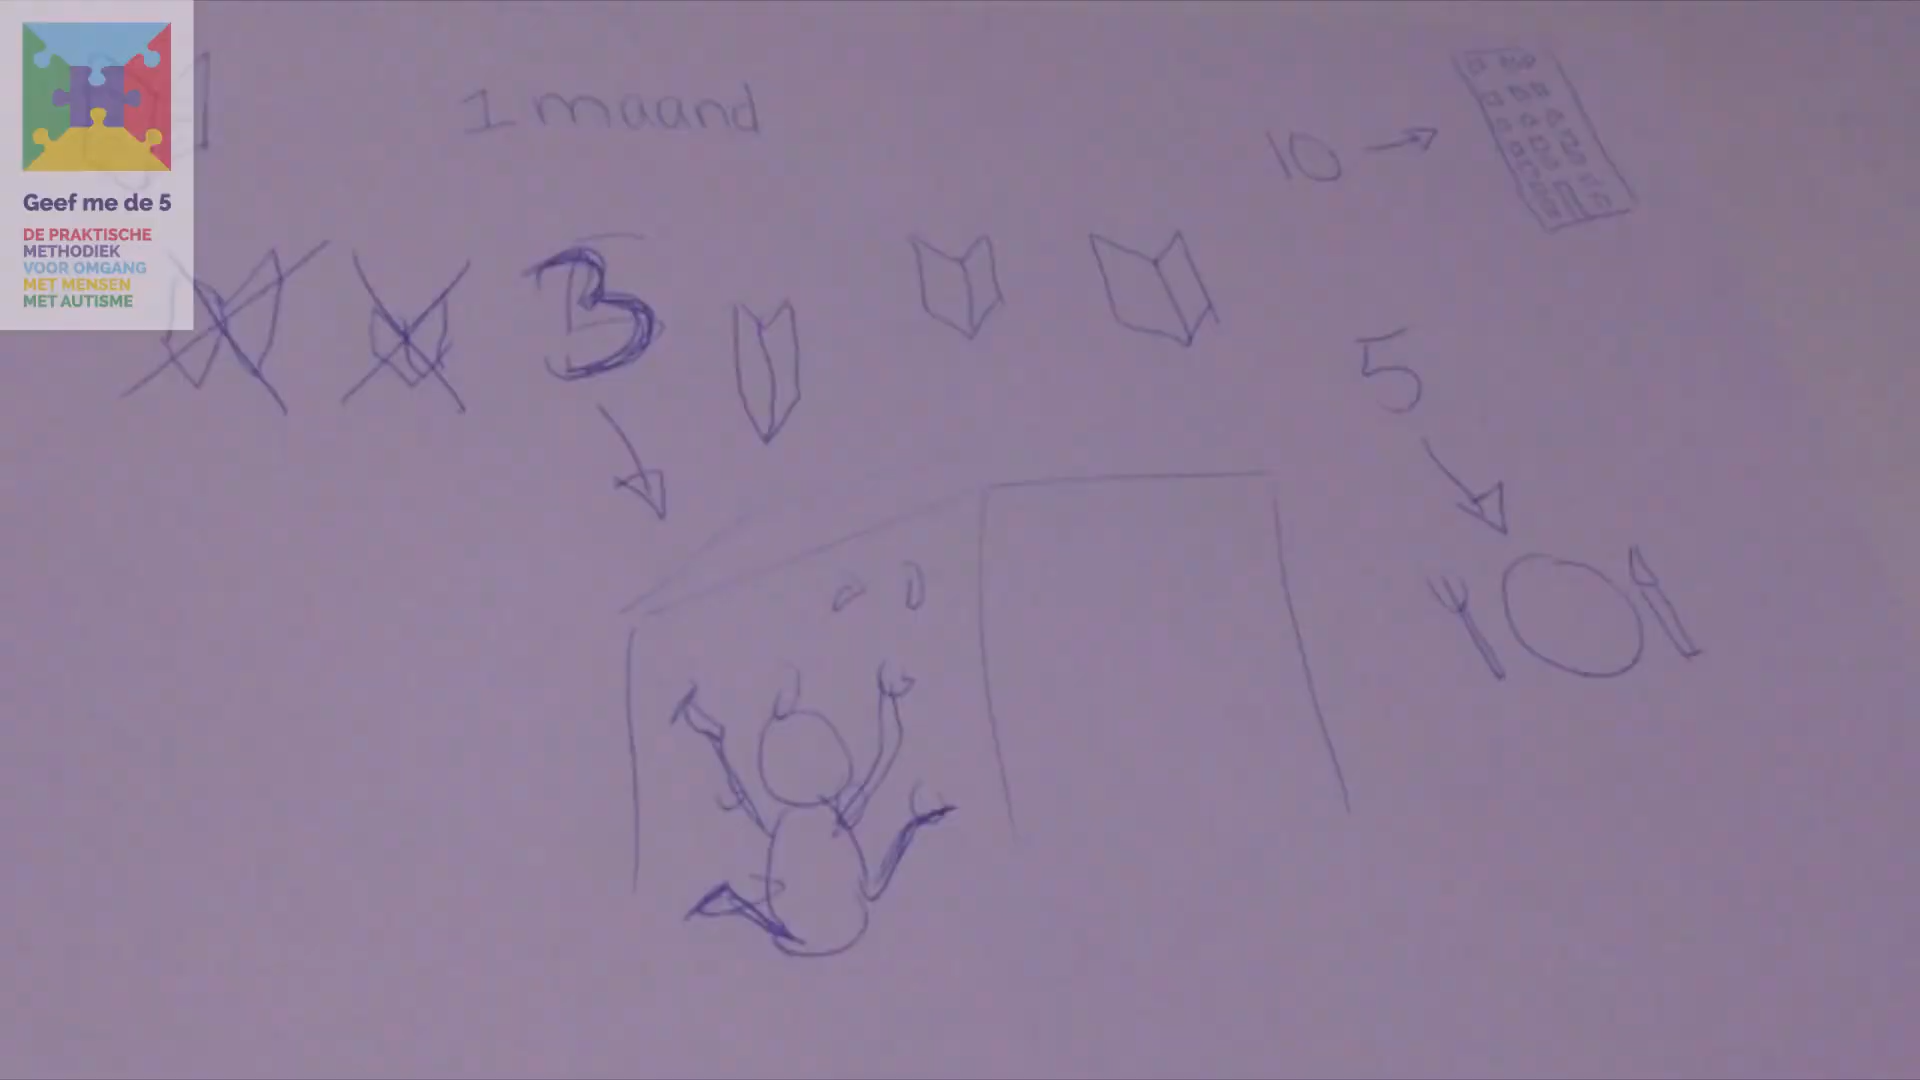 Geef me de 5
DE PRAKTISCHE
METHODIEK
VOOR OMGANG
MET MENSEN
MET AUTISME
1 maand
10
3
5